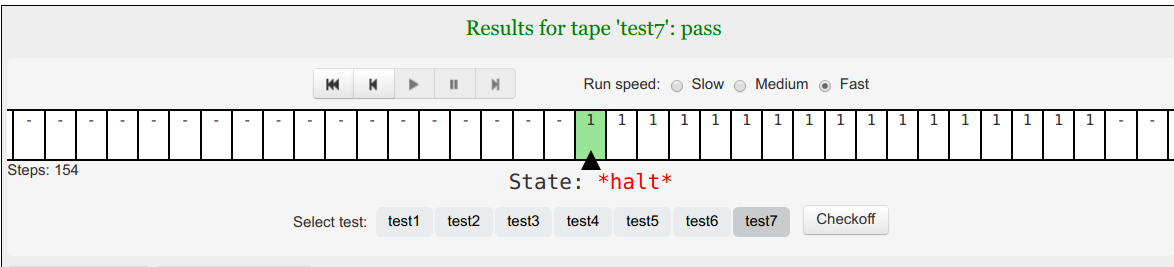 Results for tape 'test7': pass
Run speed: Slow Medium Fast
- - - - - - - - - - - - - - - - - - 1 1 1 1 1 1 1 1 1 1 1 1 1 1 1 1 1 - -
Steps: 154
State: *halt*
Select test: test1 test2 test3 test4 test5 test6 test7 Checkoff